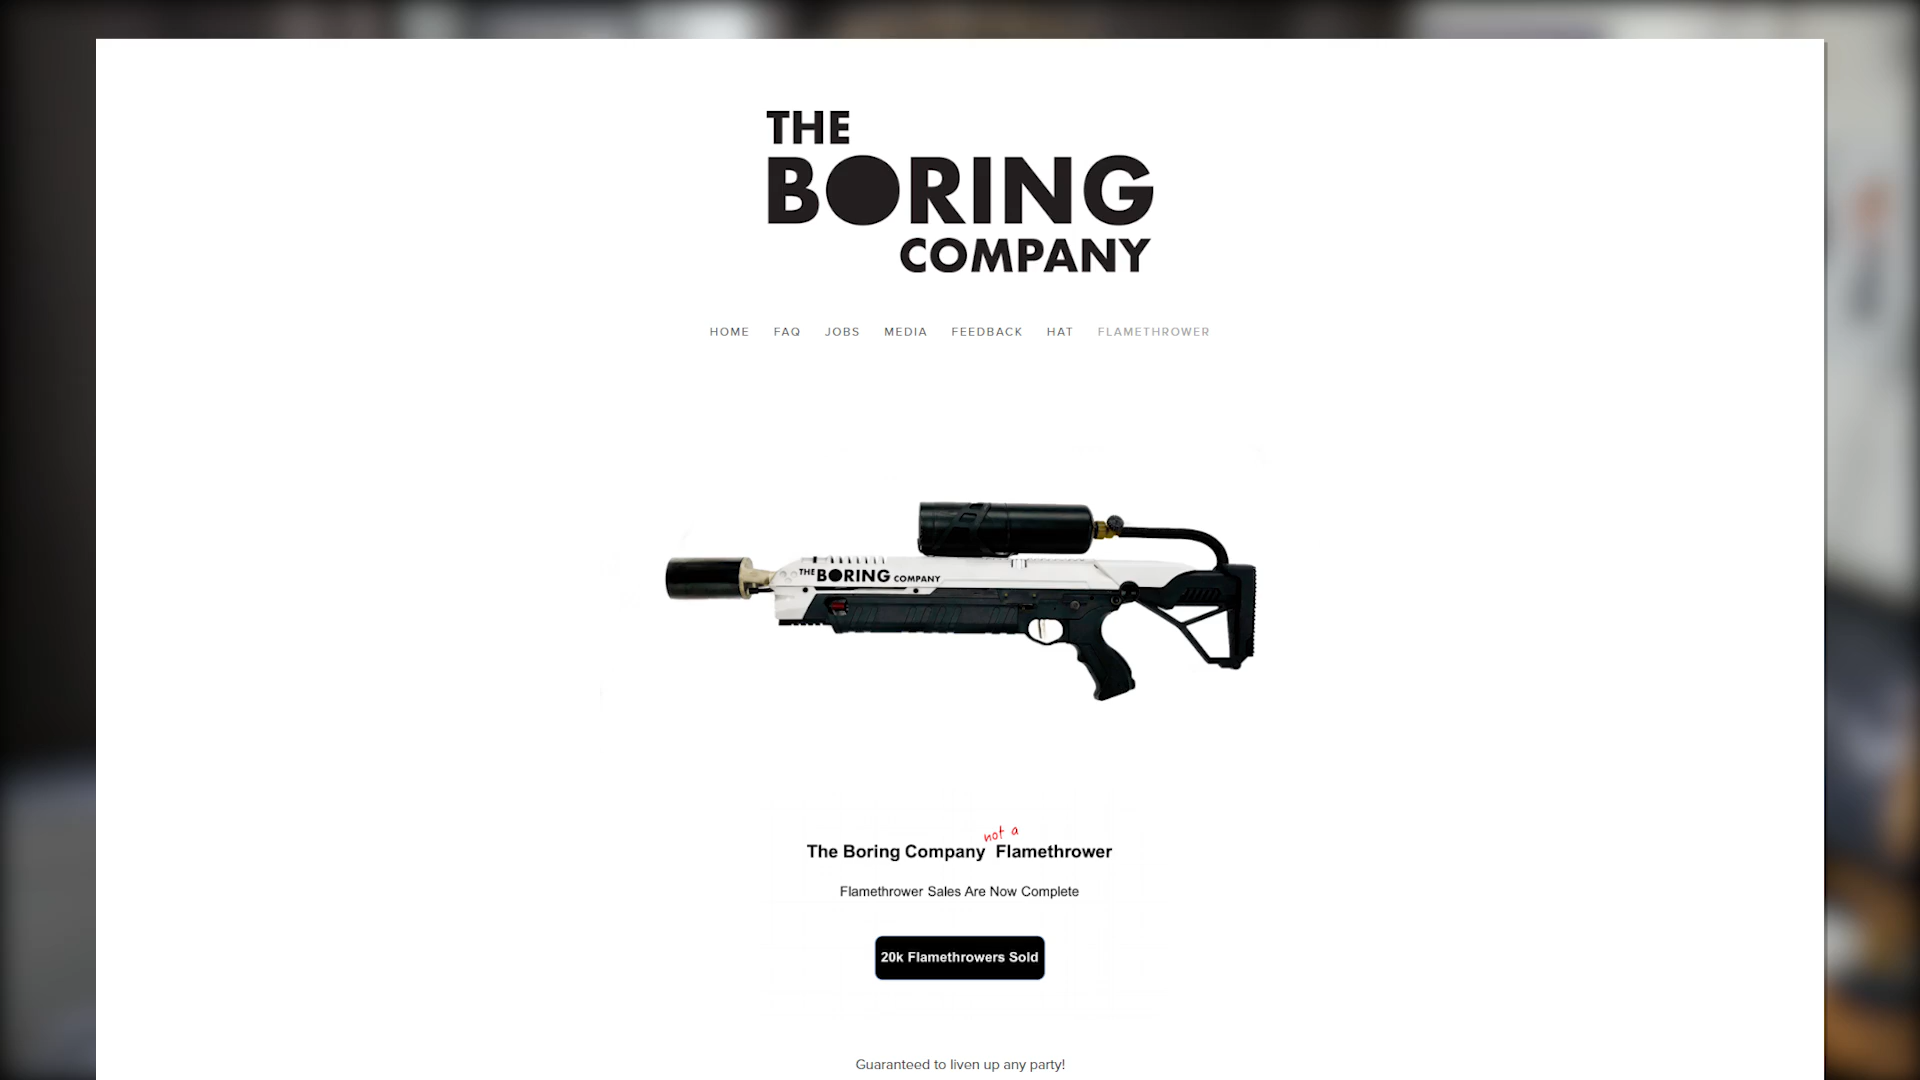 THE
BORING
COMPANY
HOME FAQ JOBS MEDIA FEEDBACK HAT FLAMETHROWER
THE BORING COMPANY
not a
The Boring Company Flamethrower
Flamethrower Sales Are Now Complete
20k Flamethrowers Sold
Guaranteed to liven up any party!